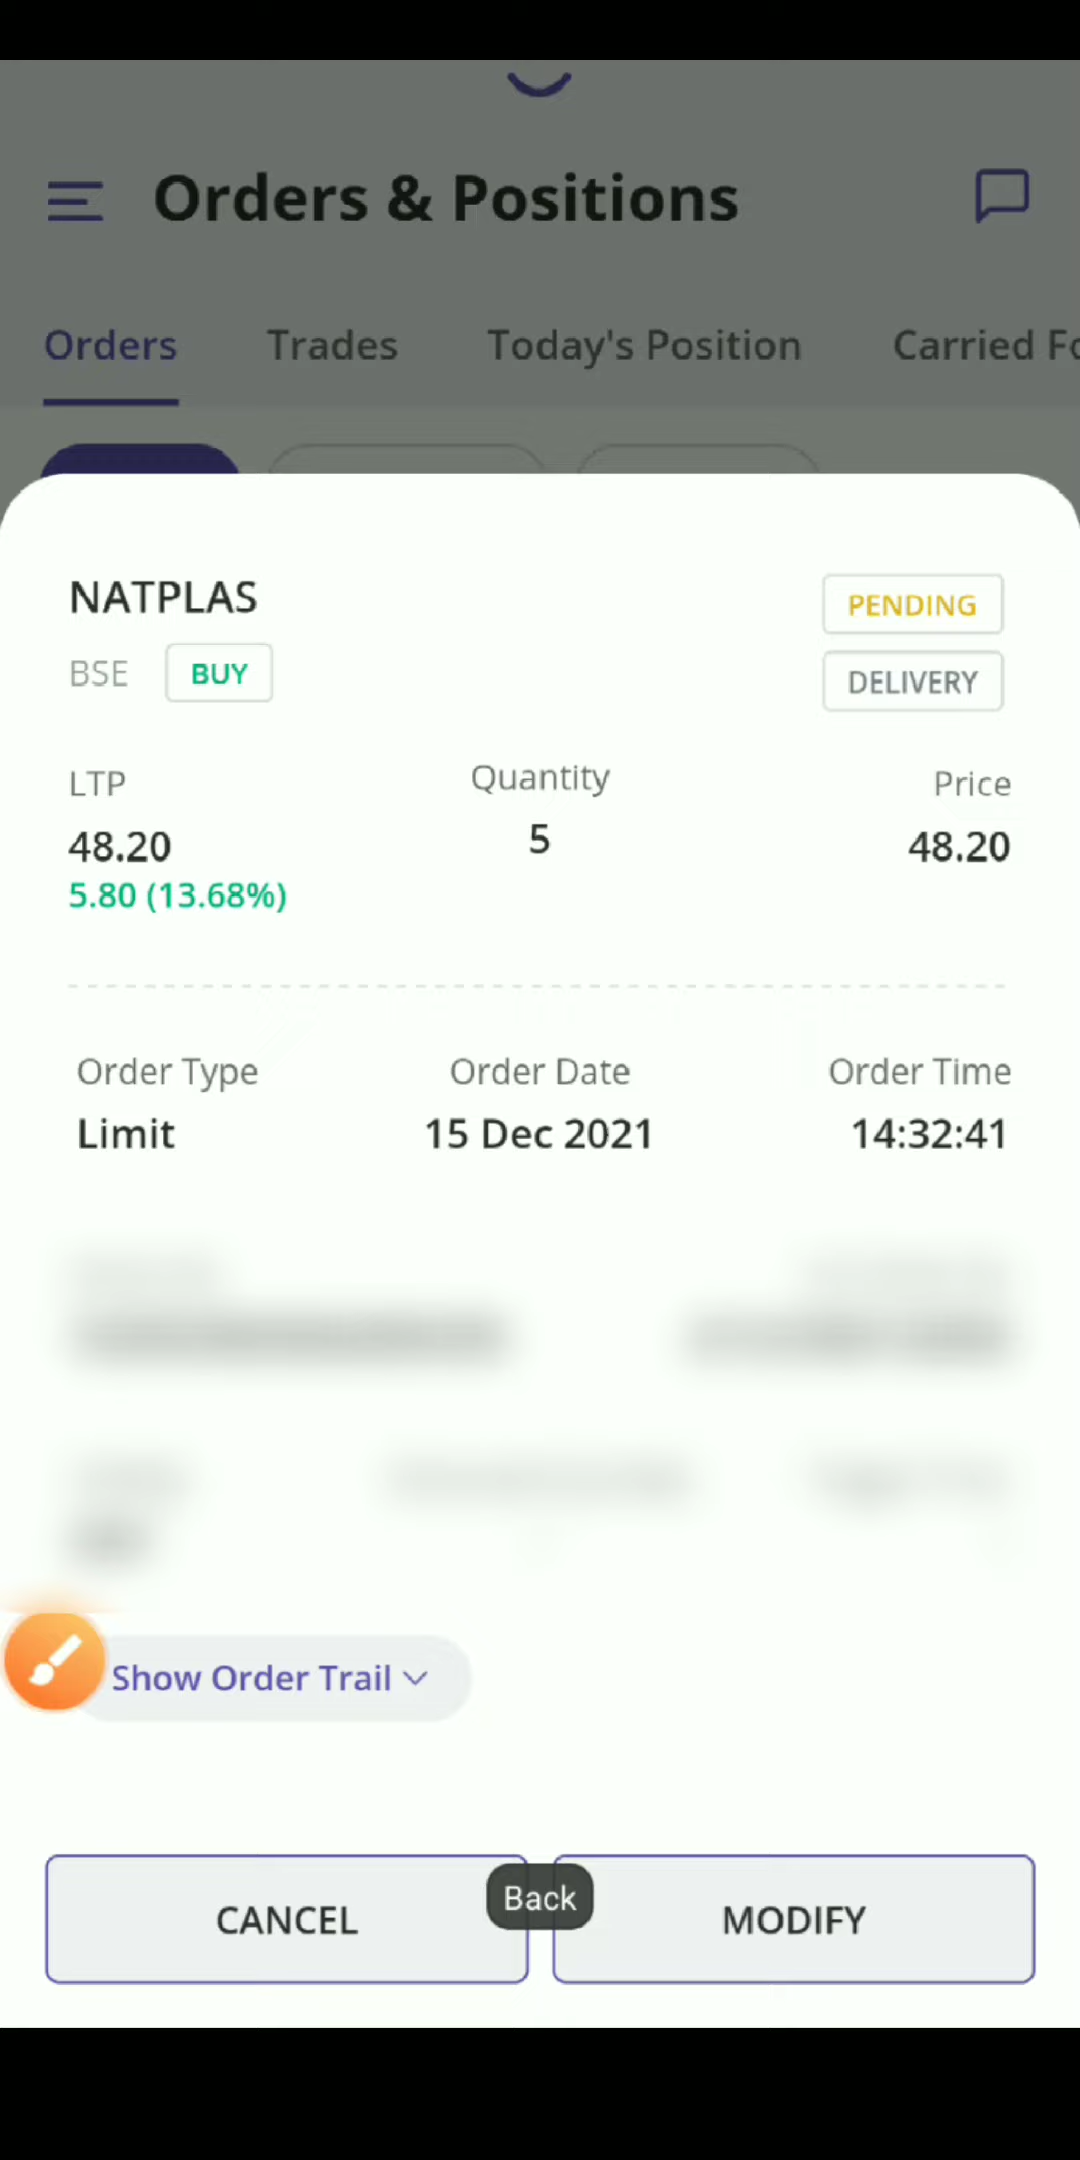 Orders & Positions
Orders Trades Today's Position Carried Fo
NATPLAS PENDING
BSE BUY DELIVERY
LTP Quantity Price
48.20 5 48.20
5.80 (13.68%)
Order Type Order Date Order Time
Limit 15 Dec 2021 14:32:41
Show Order Trail
CANCEL Back MODIFY